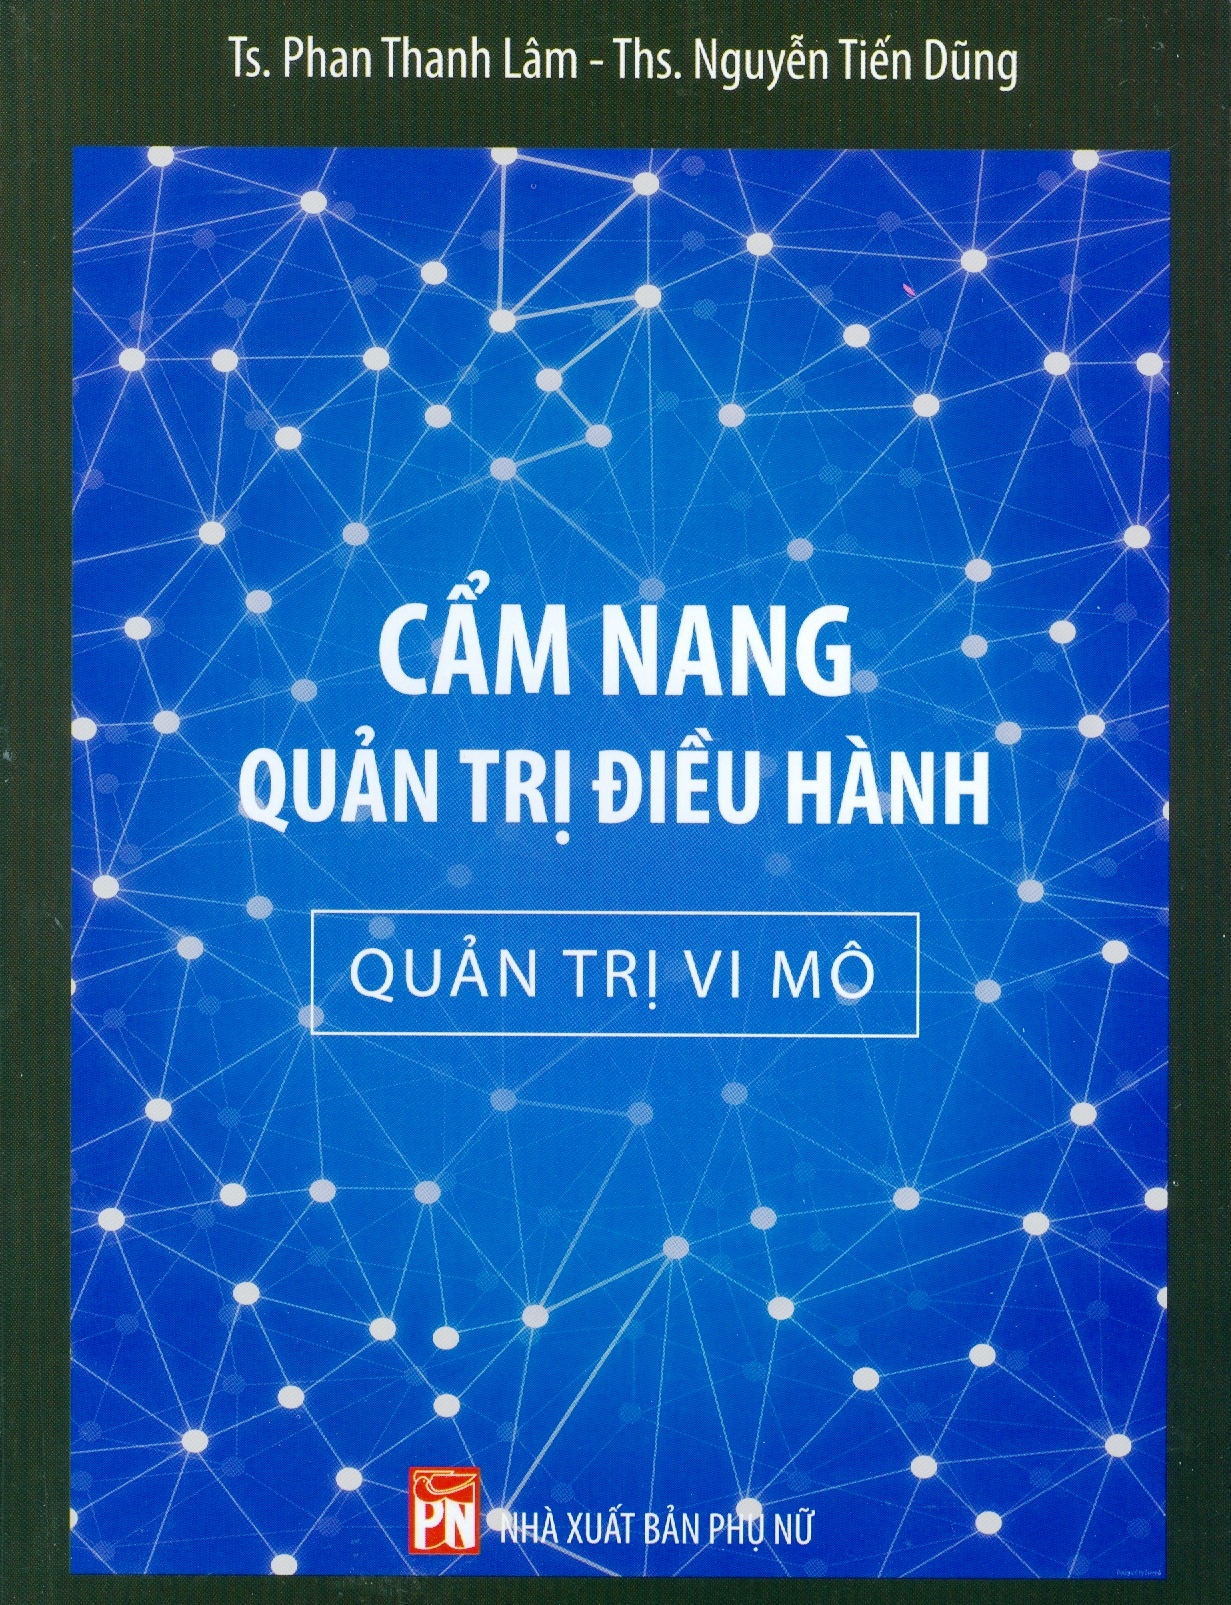 Ts. Phan Thanh Lâm - Ths. Nguyễn Tiến Dũng
CẨM NANG
QUẢN TRỊ ĐIỀU HÀNH
QUẢN TRỊ VI MÔ
PN
NHÀ XUẤT BẢN PHỤ NỮ